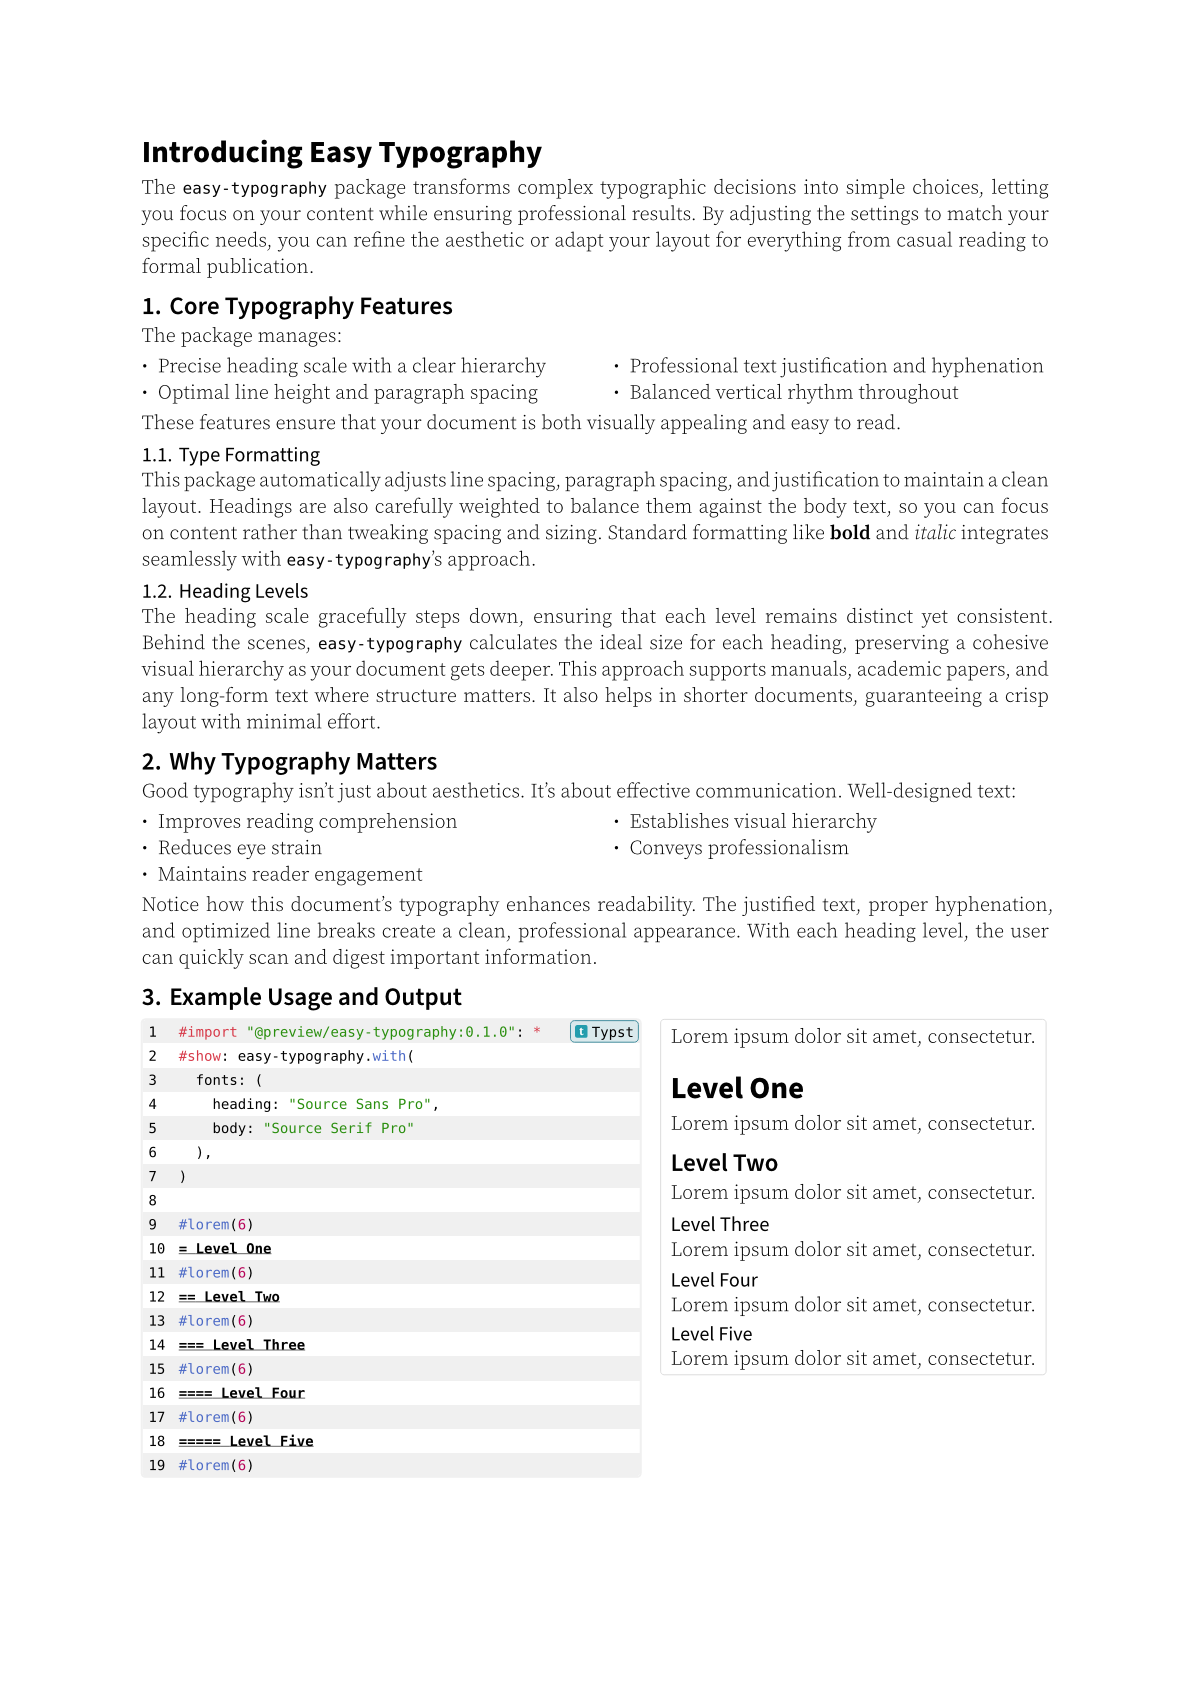 Introducing Easy Typography
The easy-typography package transforms complex typographic decisions into simple choices, letting
you focus on your content while ensuring professional results. By adjusting the settings to match your
specific needs, you can refine the aesthetic or adapt your layout for everything from casual reading to
formal publication.
1. Core Typography Features
The package manages:
• Precise heading scale with a clear hierarchy
• Optimal line height and paragraph spacing
• Professional text justification and hyphenation
• Balanced vertical rhythm throughout
These features ensure that your document is both visually appealing and easy to read.
1.1. Type Formatting
This package automatically adjusts line spacing, paragraph spacing, and justification to maintain a clean
layout. Headings are also carefully weighted to balance them against the body text, so you can focus
on content rather than tweaking spacing and sizing. Standard formatting like bold and italic integrates
seamlessly with easy-typography’s approach.
1.2. Heading Levels
The heading scale gracefully steps down, ensuring that each level remains distinct yet consistent.
Behind the scenes, easy-typography calculates the ideal size for each heading, preserving a cohesive
visual hierarchy as your document gets deeper. This approach supports manuals, academic papers, and
any long-form text where structure matters. It also helps in shorter documents, guaranteeing a crisp
layout with minimal effort.
2. Why Typography Matters
Good typography isn’t just about aesthetics. It’s about effective communication. Well-designed text:
• Improves reading comprehension
• Reduces eye strain
• Maintains reader engagement
• Establishes visual hierarchy
• Conveys professionalism
Notice how this document’s typography enhances readability. The justified text, proper hyphenation,
and optimized line breaks create a clean, professional appearance. With each heading level, the user
can quickly scan and digest important information.
3. Example Usage and Output
1 #import "@preview/easy-typography:0.1.0": * Typst
2 #show: easy-typography.with(
3   fonts: (
4     heading: "Source Sans Pro",
5     body: "Source Serif Pro"
6   ),
7 )
8
9 #lorem(6)
10 = Level One
11 #lorem(6)
12 == Level Two
13 #lorem(6)
14 === Level Three
15 #lorem(6)
16 ==== Level Four
17 #lorem(6)
18 ===== Level Five
19 #lorem(6)
Lorem ipsum dolor sit amet, consectetur.
Level One
Lorem ipsum dolor sit amet, consectetur.
Level Two
Lorem ipsum dolor sit amet, consectetur.
Level Three
Lorem ipsum dolor sit amet, consectetur.
Level Four
Lorem ipsum dolor sit amet, consectetur.
Level Five
Lorem ipsum dolor sit amet, consectetur.